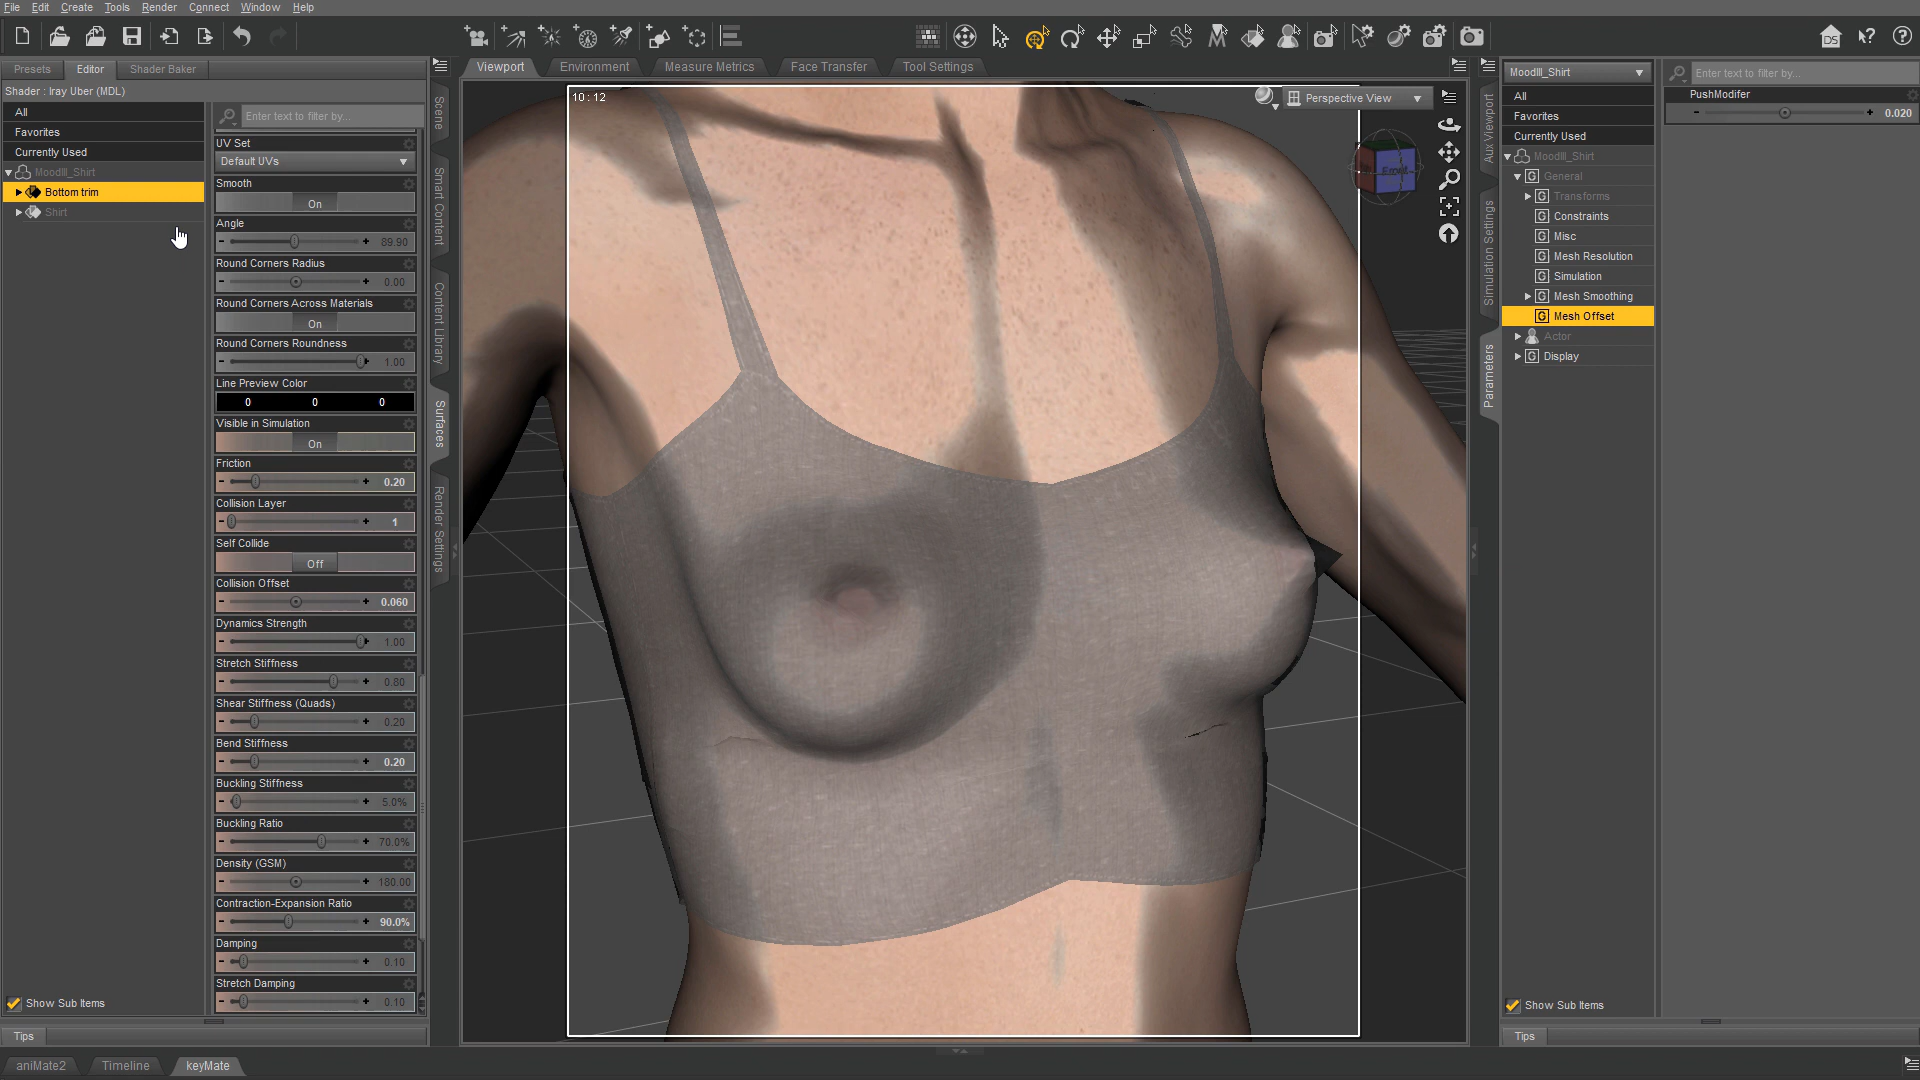 File Edit Create Tools Render Connect Window Help
Presets Editor Shader Baker
Shader : Iray Uber (MDL)
All
Favorites
Currently Used
MoodIll_Shirt
Bottom trim
Shirt
Show Sub Items
Tips
Enter text to filter by...
UV Set
Default UVs
Smooth
On
Angle
- + 89.90
Round Corners Radius
- + 0.00
Round Corners Across Materials
On
Round Corners Roundness
- + 1.00
Line Preview Color
0 0 0
Visible in Simulation
On
Friction
- + 0.20
Collision Layer
- + 1
Self Collide
Off
Collision Offset
- + 0.060
Dynamics Strength
- + 1.00
Stretch Stiffness
- + 0.80
Shear Stiffness (Quads)
- + 0.20
Bend Stiffness
- + 0.20
Buckling Stiffness
- + 5.0%
Buckling Ratio
- + 70.0%
Density (GSM)
- + 180.00
Contraction-Expansion Ratio
- + 90.0%
Damping
- + 0.10
Stretch Damping
- + 0.10
Scene
Smart Content
Content Library
Surfaces
Render Settings
Viewport Environment Measure Metrics Face Transfer Tool Settings
10 : 12
Perspective View
Front
DS
Aux Viewport
Simulation Settings
Parameters
MoodIll_Shirt
All
Favorites
Currently Used
MoodIll_Shirt
G General
G Transforms
G Constraints
G Misc
G Mesh Resolution
G Simulation
G Mesh Smoothing
G Mesh Offset
Actor
G Display
Show Sub Items
Tips
Enter text to filter by...
PushModifer
- + 0.020
aniMate2 Timeline keyMate